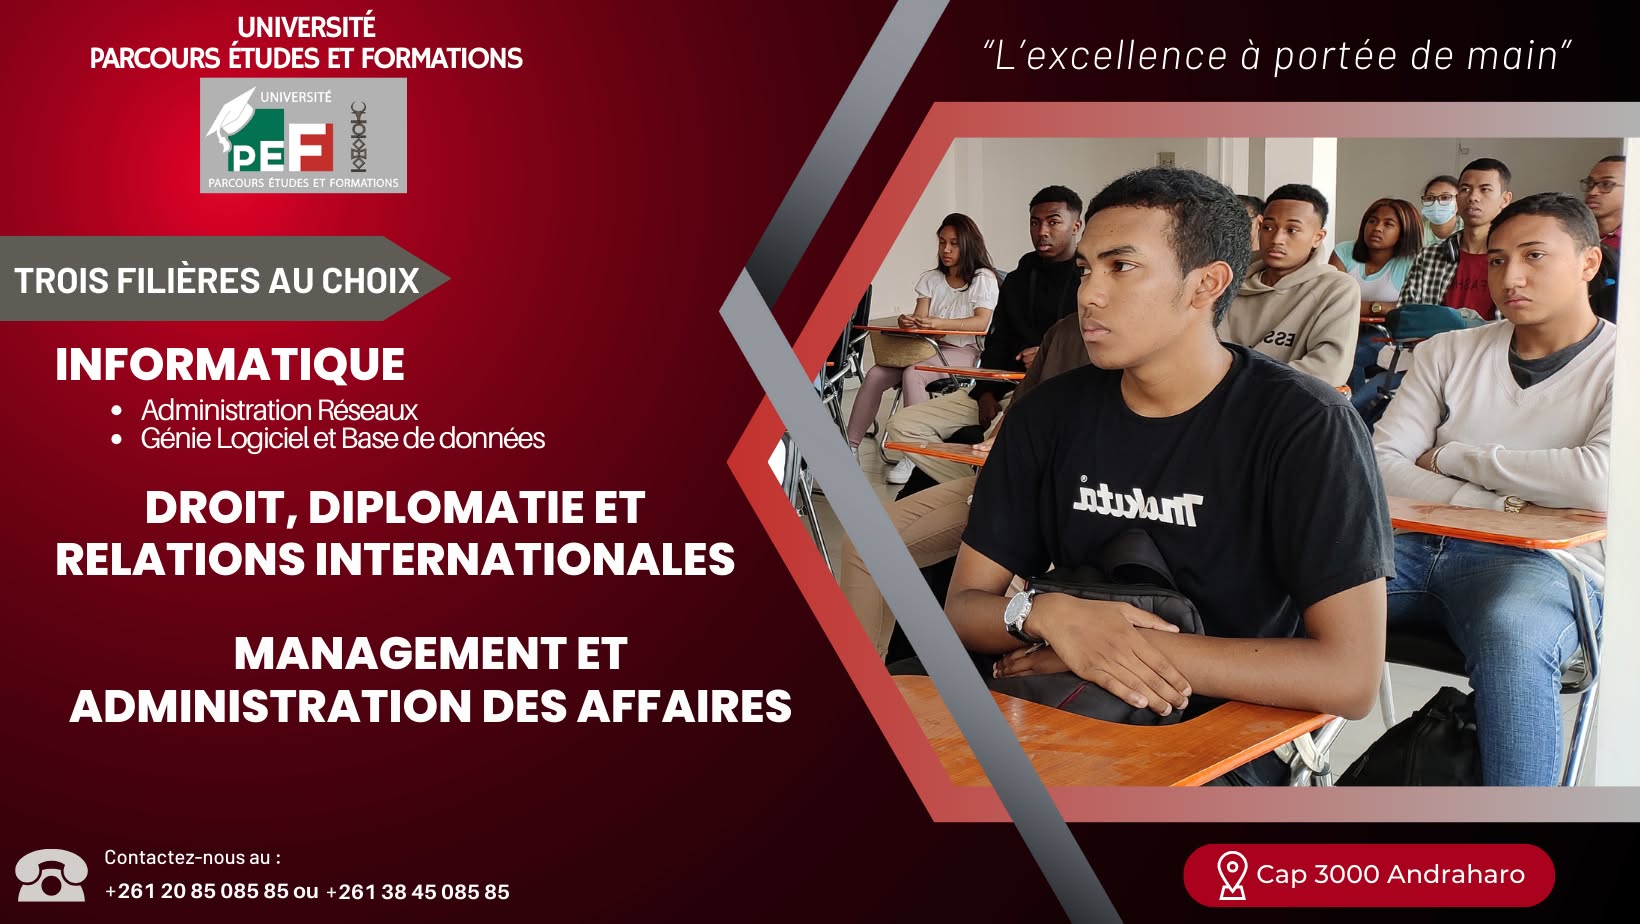 UNIVERSITÉ
PARCOURS ÉTUDES ET FORMATIONS
UNIVERSITÉ
PEF
PARCOURS ÉTUDES ET FORMATIONS
"L'excellence à portée de main"
TROIS FILIÈRES AU CHOIX
INFORMATIQUE
• Administration Réseaux
• Génie Logiciel et Base de données
DROIT, DIPLOMATIE ET
RELATIONS INTERNATIONALES
MANAGEMENT ET
ADMINISTRATION DES AFFAIRES
makita®
ESS
Contactez-nous au :
+261 20 85 085 85 ou +261 38 45 085 85
Cap 3000 Andraharo